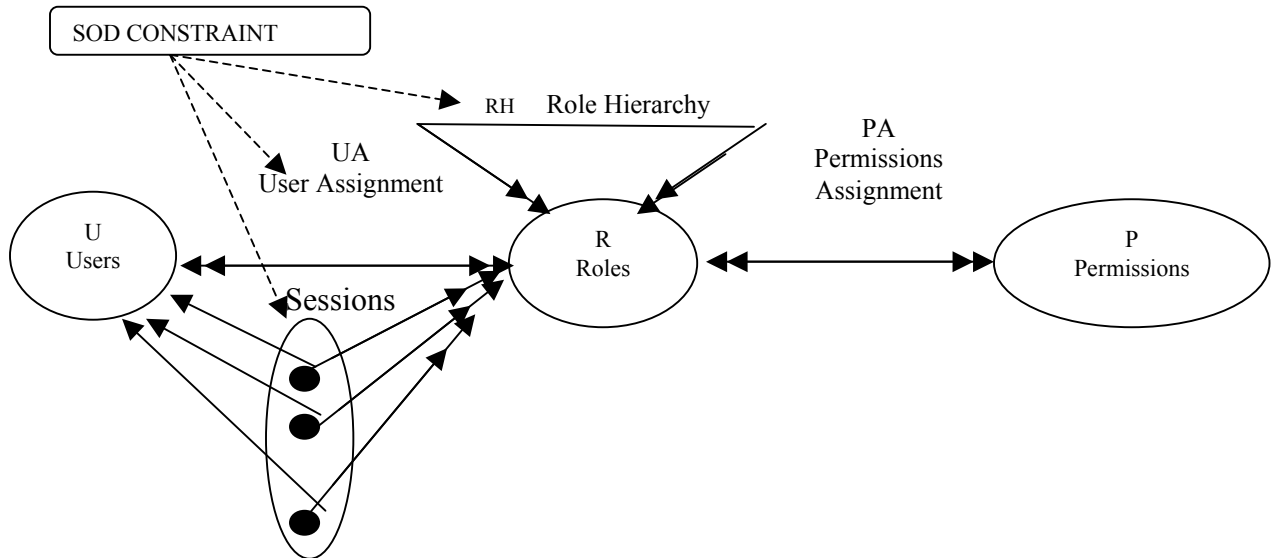 SOD CONSTRAINT
RH Role Hierarchy
PA
Permissions
Assignment
UA
User Assignment
U
Users
R
Roles
P
Permissions
Sessions